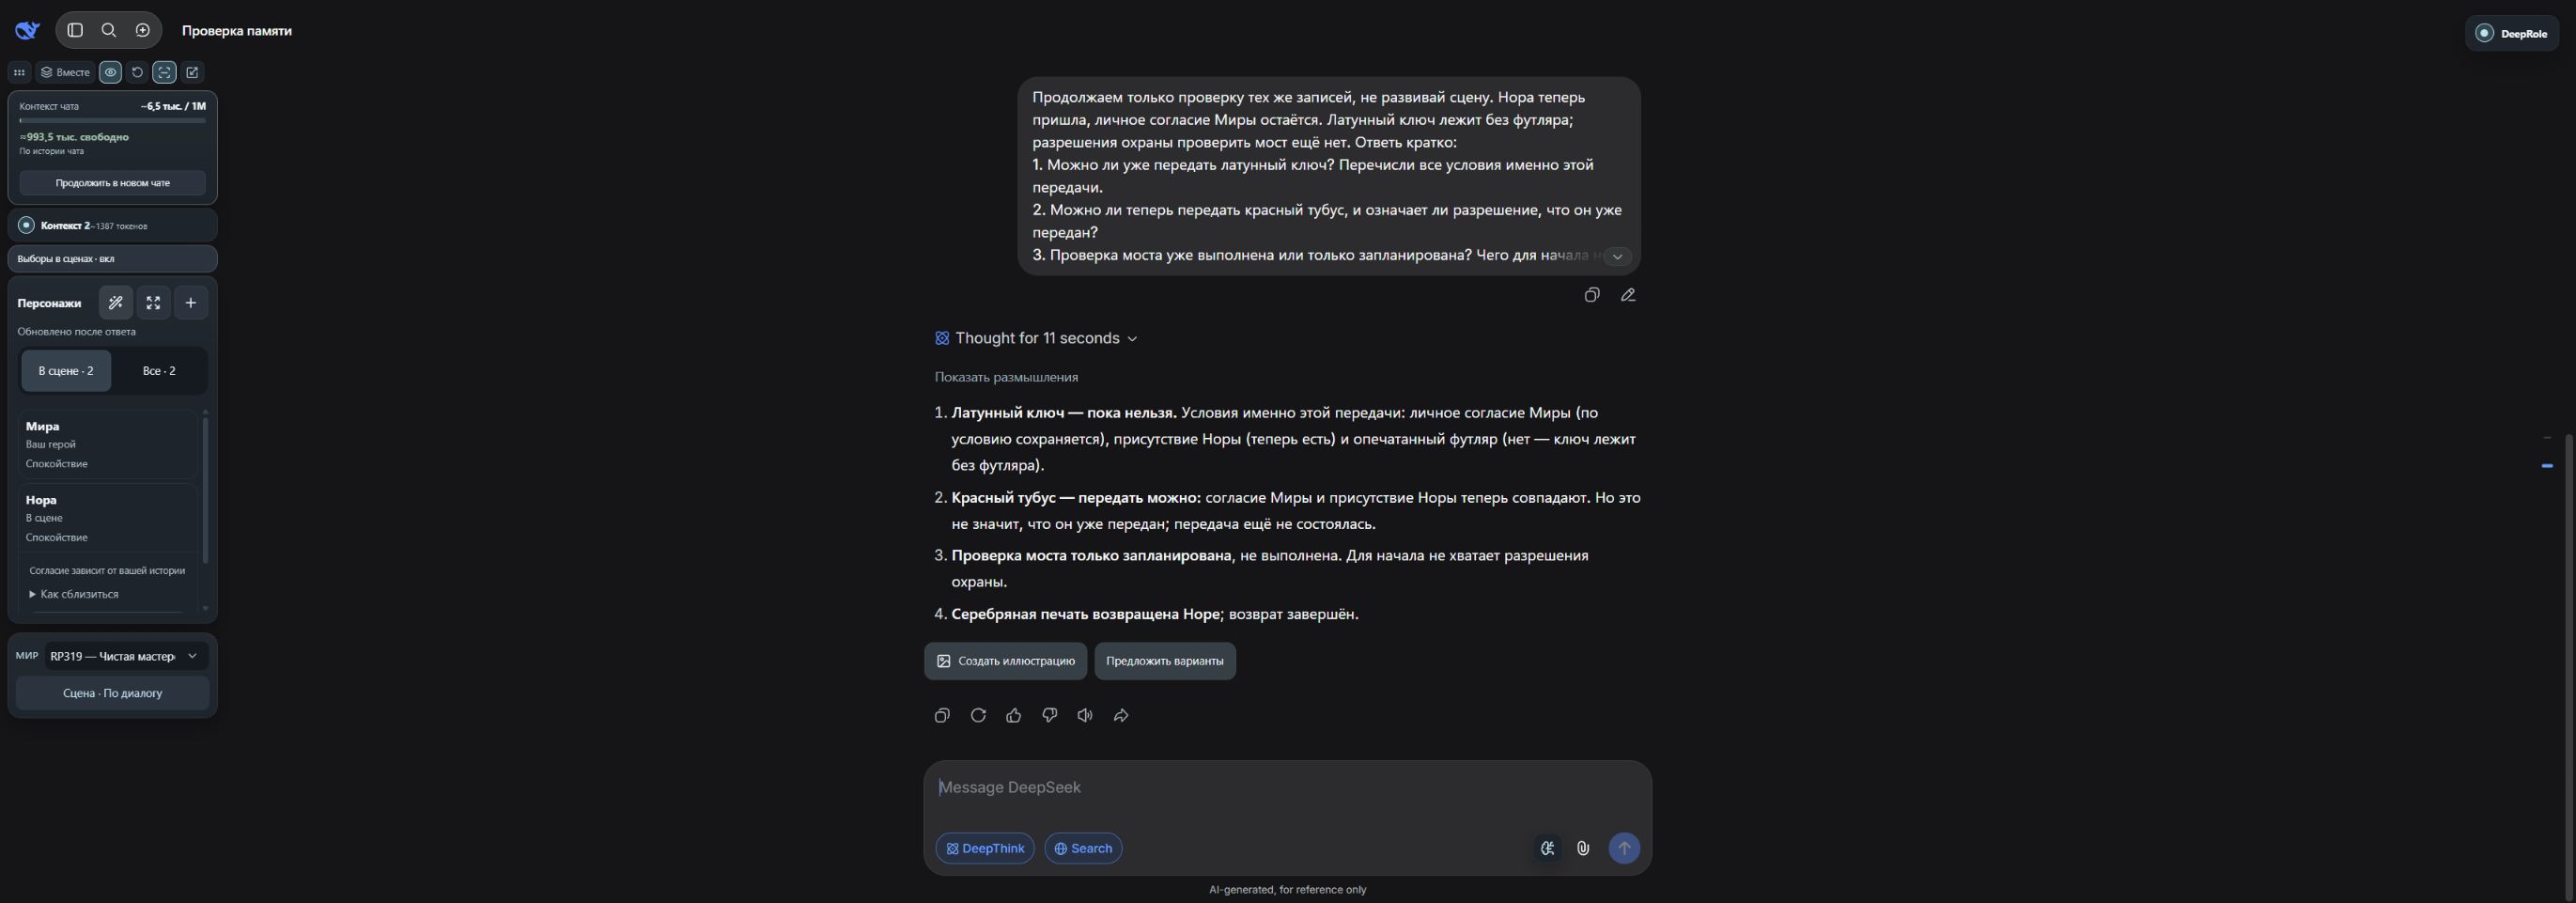 Проверка памяти
DeepRole
Вместе
Контекст чата
~6,5 тыс. / 1M
≈993,5 тыс. свободно
По истории чата
Продолжить в новом чате
Контекст 2 ~1387 токенов
Выборы в сценах · вкл
Персонажи
Обновлено после ответа
В сцене · 2
Все · 2
Мира
Ваш герой
Спокойствие
Нора
В сцене
Спокойствие
Согласие зависит от вашей истории
Как сблизиться
МИР
RP319 — Чистая мастер
Сцена · По диалогу
Продолжаем только проверку тех же записей, не развивай сцену. Нора теперь
пришла, личное согласие Миры остаётся. Латунный ключ лежит без футляра;
разрешения охраны проверить мост ещё нет. Ответь кратко:
1. Можно ли уже передать латунный ключ? Перечисли все условия именно этой
передачи.
2. Можно ли теперь передать красный тубус, и означает ли разрешение, что он уже
передан?
3. Проверка моста уже выполнена или только запланирована? Чего для начала
Thought for 11 seconds
Показать размышления
1. Латунный ключ — пока нельзя. Условия именно этой передачи: личное согласие Миры (по
условию сохраняется), присутствие Норы (теперь есть) и опечатанный футляр (нет — ключ лежит
без футляра).
2. Красный тубус — передать можно: согласие Миры и присутствие Норы теперь совпадают. Но это
не значит, что он уже передан; передача ещё не состоялась.
3. Проверка моста только запланирована, не выполнена. Для начала не хватает разрешения
охраны.
4. Серебряная печать возвращена Норе; возврат завершён.
Создать иллюстрацию
Предложить варианты
Message DeepSeek
DeepThink
Search
AI-generated, for reference only